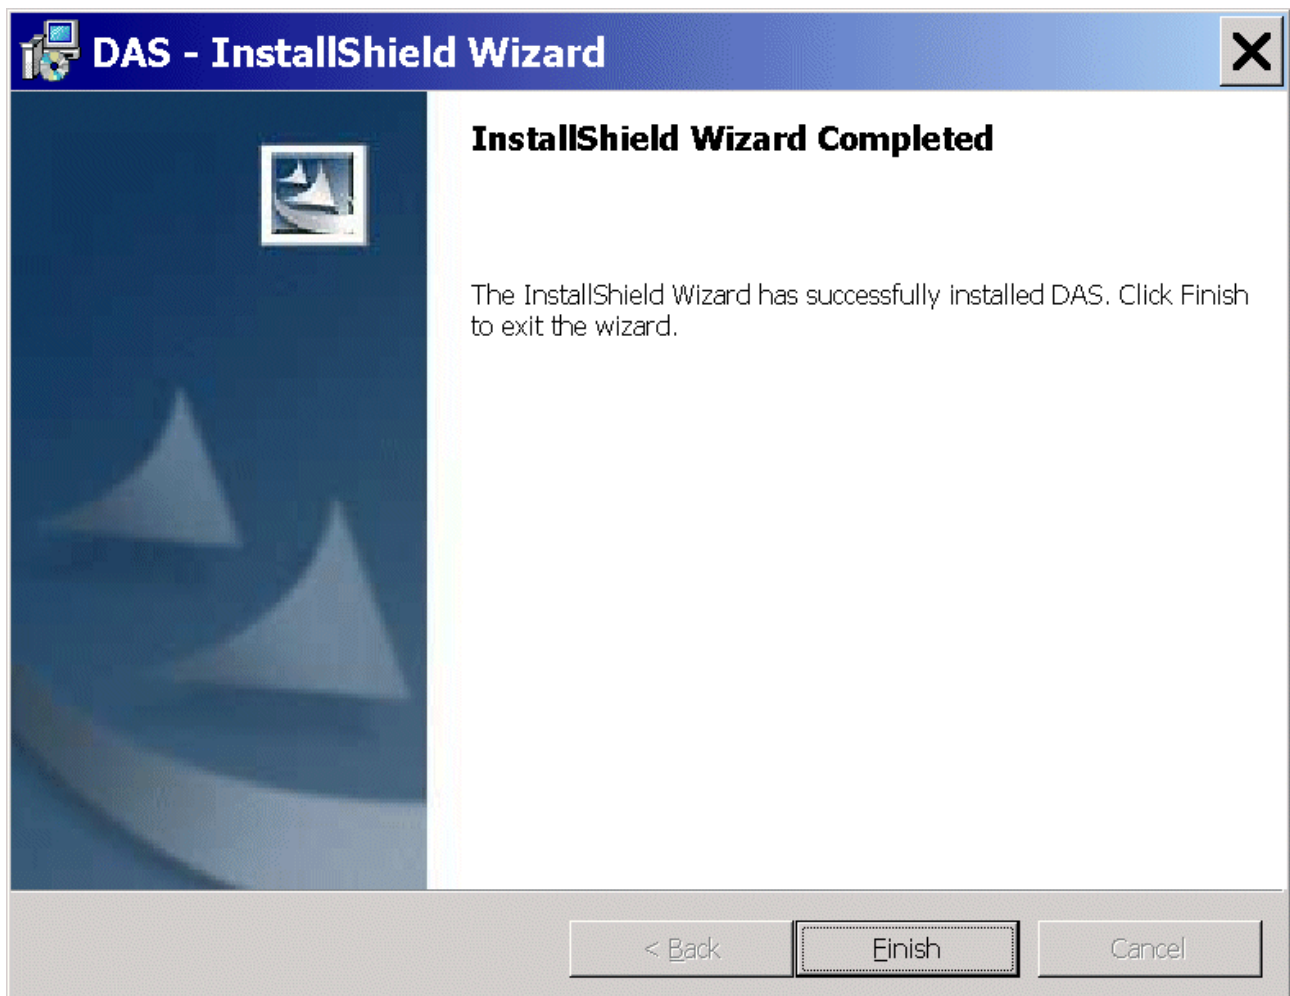 DAS - InstallShield Wizard
InstallShield Wizard Completed
The InstallShield Wizard has successfully installed DAS. Click Finish
to exit the wizard.
< Back
Finish
Cancel